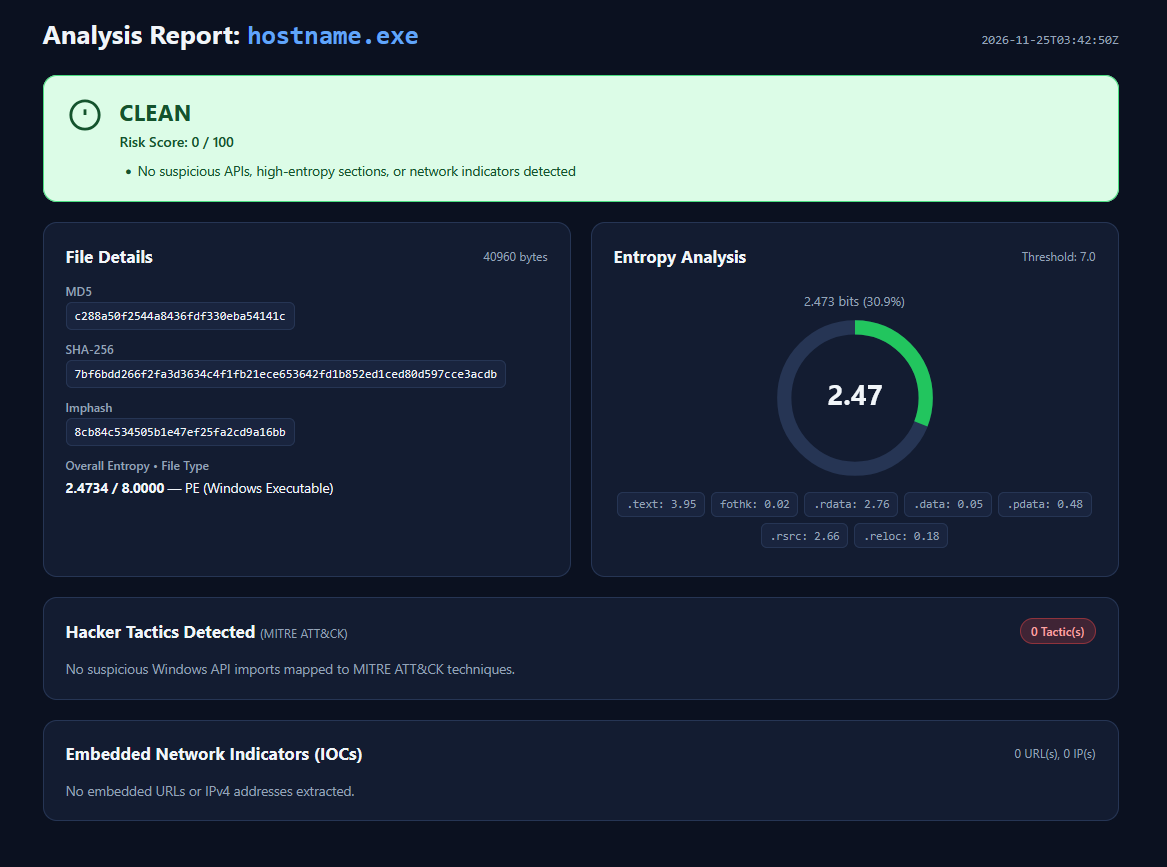 Analysis Report: hostname.exe
2026-11-25T03:42:50Z
CLEAN
Risk Score: 0 / 100
• No suspicious APIs, high-entropy sections, or network indicators detected
File Details
40960 bytes
MD5
c288a50f2544a8436fdf330eba54141c
SHA-256
7bf6bdd266f2fa3d3634c4f1fb21ece653642fd1b852ed1ced80d597cce3acdb
Imphash
8cb84c534505b1e47ef25fa2cd9a16bb
Overall Entropy • File Type
2.4734 / 8.0000 — PE (Windows Executable)
Entropy Analysis
Threshold: 7.0
2.473 bits (30.9%)
2.47
.text: 3.95 fothk: 0.02 .rdata: 2.76 .data: 0.05 .pdata: 0.48
.rsrc: 2.66 .reloc: 0.18
Hacker Tactics Detected (MITRE ATT&CK)
0 Tactic(s)
No suspicious Windows API imports mapped to MITRE ATT&CK techniques.
Embedded Network Indicators (IOCs)
0 URL(s), 0 IP(s)
No embedded URLs or IPv4 addresses extracted.